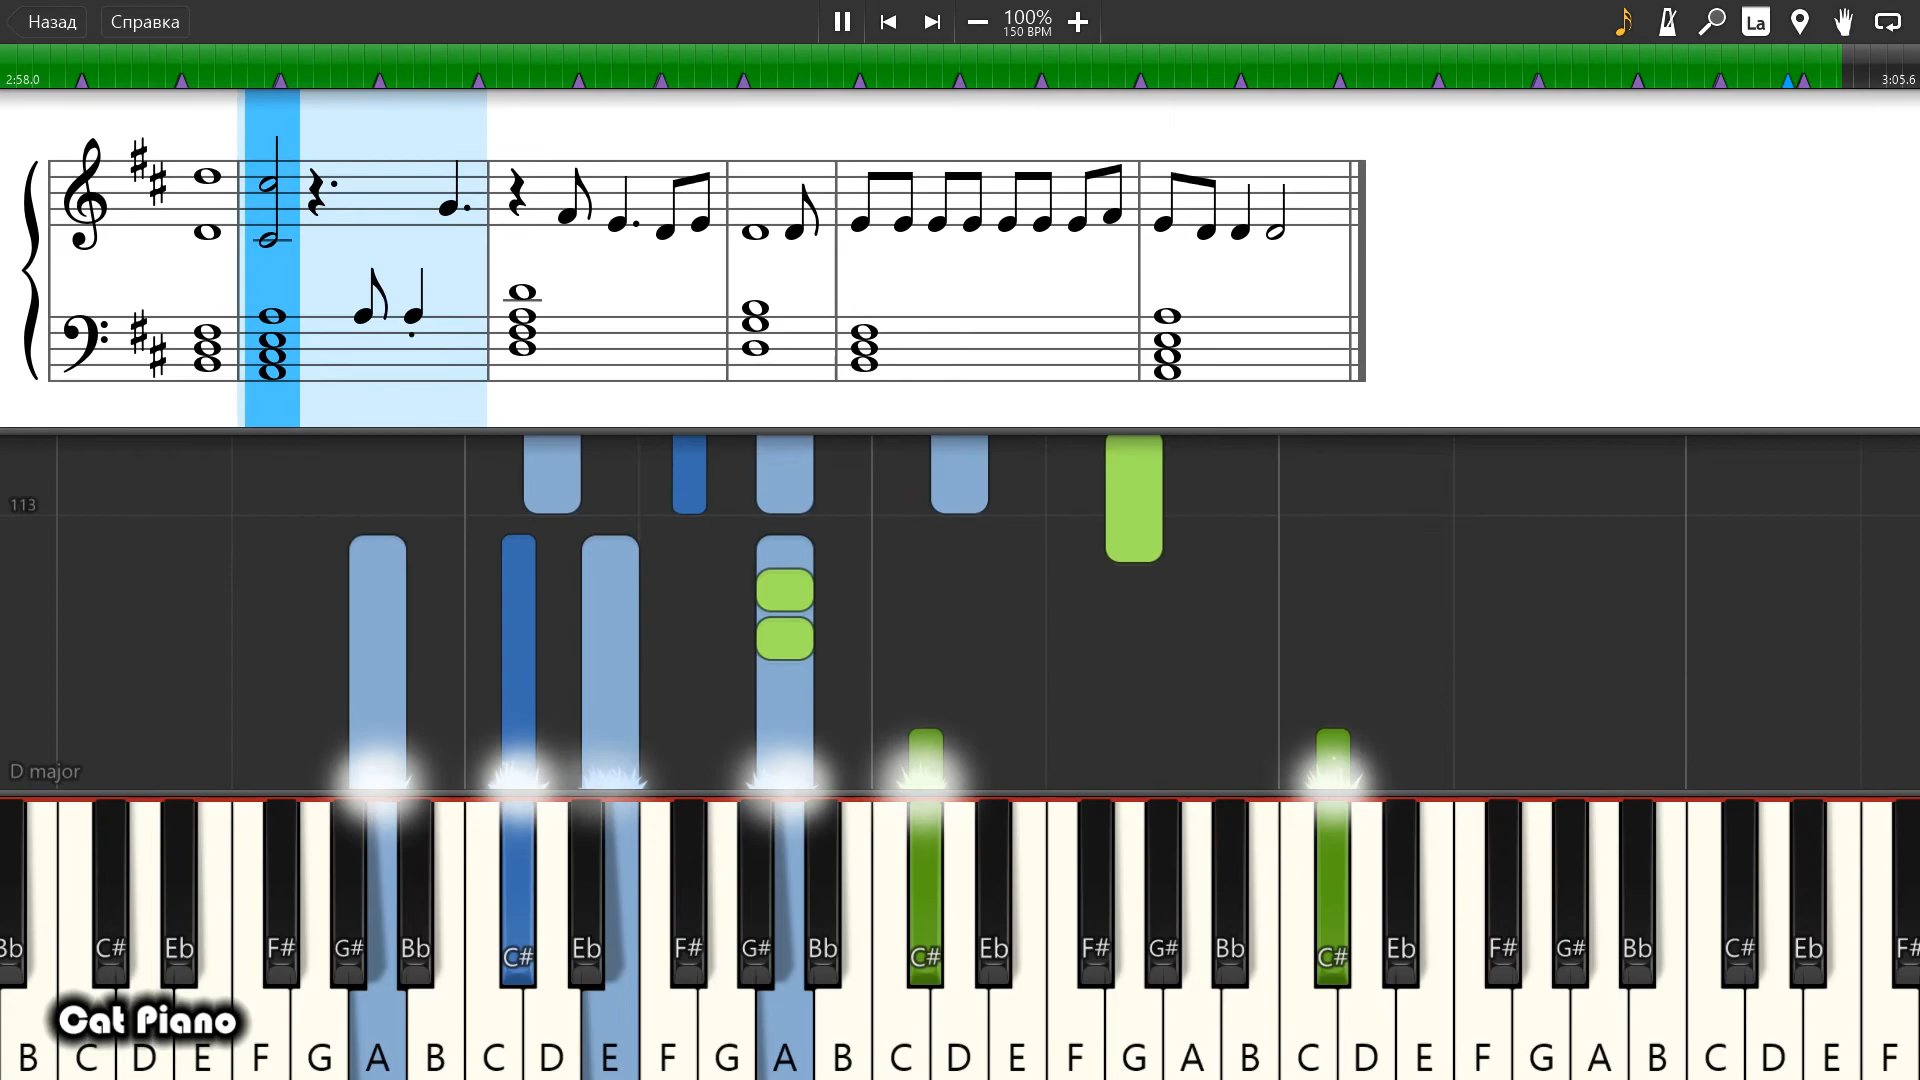 Назад Справка 100% La
150 BPM
2:58.0 3:05.6
113
D major
Bb C# Eb F# G# Bb C# Eb F# G# Bb C# Eb F# G# Bb C# Eb F# G# Bb C# Eb F#
Cat Piano
B C D E F G A B C D E F G A B C D E F G A B C D E F G A B C D E F